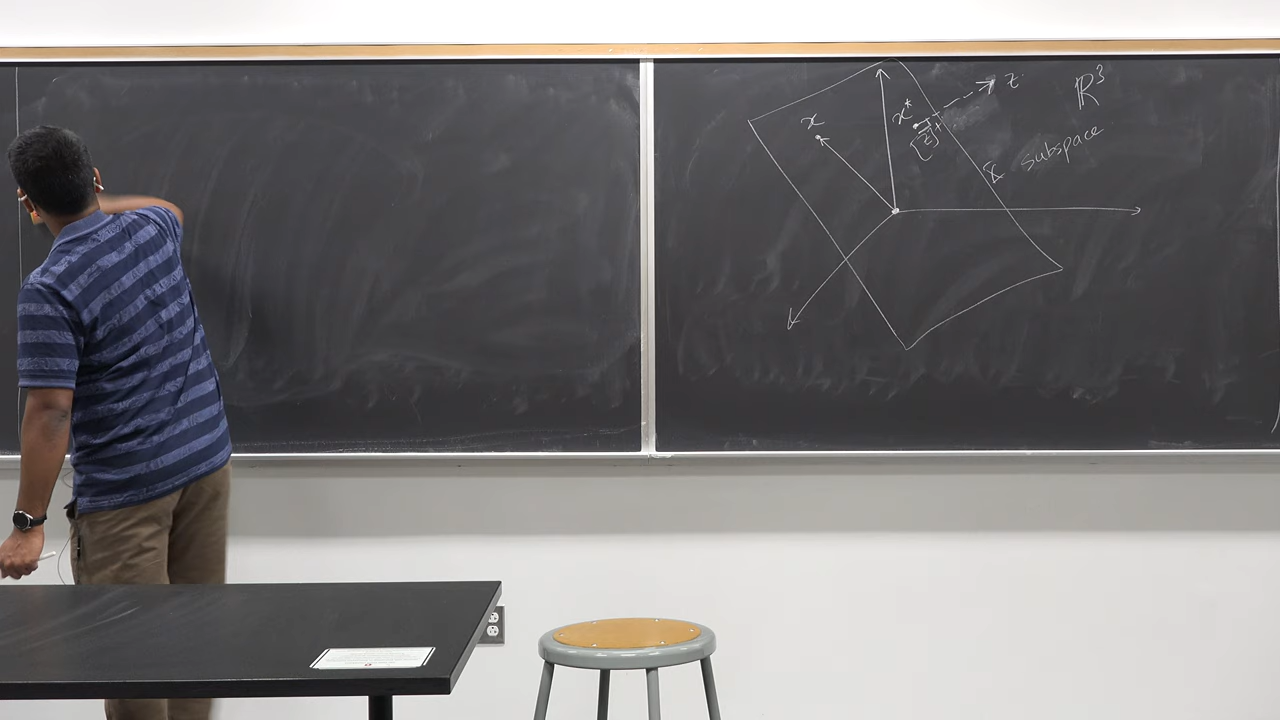 x
x*
z
[z]⁺
ℝ³
𝒳 subspace